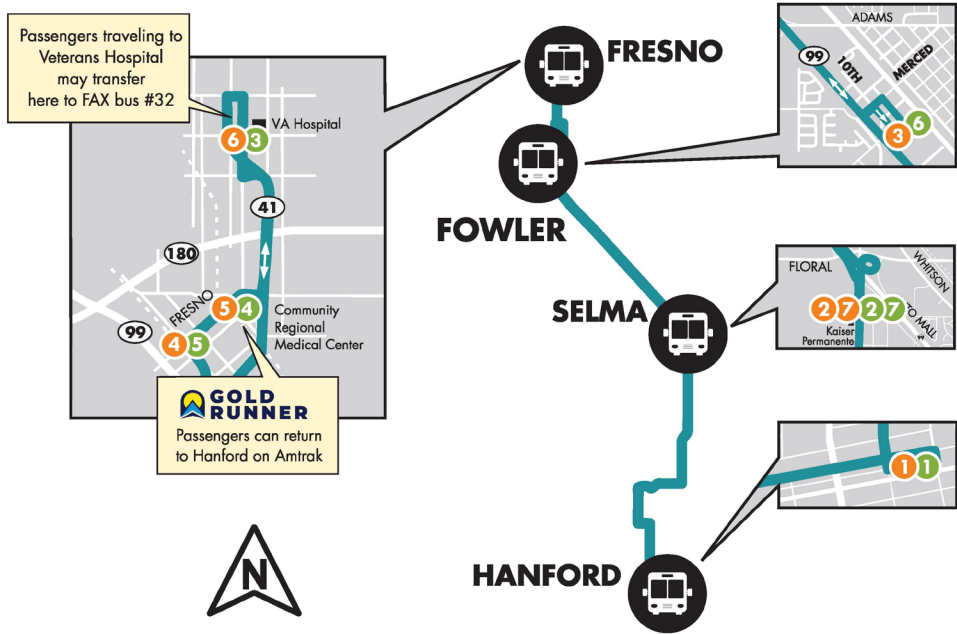 Passengers traveling to
Veterans Hospital
may transfer
here to FAX bus #32
VA Hospital
6 3
41
180
FRESNO
5 4
99
4 5
Community
Regional
Medical Center
GOLD
RUNNER
Passengers can return
to Hanford on Amtrak
N
FRESNO
FOWLER
SELMA
HANFORD
ADAMS
99
10TH
MERCED
6
3
FLORAL
WHITSON
2 7 2 7
TO MALL
99
Kaiser
Permanente
1 1